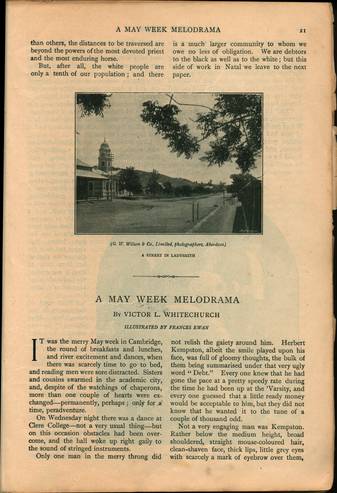 A MAY WEEK MELODRAMA 21
than others, the distances to be traversed are
beyond the powers of the most devoted priest
and the most enduring horse.
But, after all, the white people are
only a tenth of our population; and there
is a much larger community to whom we
owe no less of obligation. We are debtors
to the black as well as to the white; but this
side of work in Natal we leave to the next
paper.
(G. W. Wilson & Co., Limited, photographers, Aberdeen)
A STREET IN LADYSMITH
A MAY WEEK MELODRAMA
BY VICTOR L. WHITECHURCH
ILLUSTRATED BY FRANCES EWAN
IT was the merry May week in Cambridge,
the round of breakfasts and lunches,
and river excitement and dances, when
there was scarcely time to go to bed,
and reading men were sore distracted. Sisters
and cousins swarmed in the academic city,
and, despite of the watchings of chaperons,
more than one couple of hearts were ex-
changed—permanently, perhaps; only for a
time, peradventure.
On Wednesday night there was a dance at
Clere College—not a very usual thing—but
on this occasion obstacles had been over-
come, and the hall woke up right gaily to
the sound of stringed instruments.
Only one man in the merry throng did
not relish the gaiety around him. Herbert
Kempston, albeit the smile played upon his
face, was full of gloomy thoughts, the bulk of
them being summarised under that very ugly
word "Debt." Every one knew that he had
gone the pace at a pretty speedy rate during
the time he had been up at the 'Varsity, and
every one guessed that a little ready money
would be acceptable to him, but they did not
know that he wanted it to the tune of a
couple of thousand odd.
Not a very engaging man was Kempston.
Rather below the medium height, broad
shouldered, straight mouse-coloured hair,
clean-shaven face, thick lips, little grey eyes
with scarcely a mark of eyebrow over them,